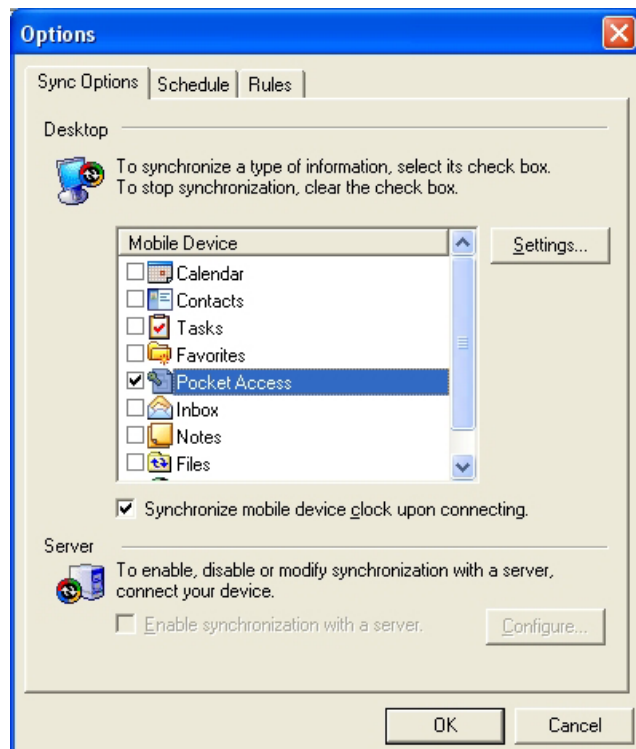 Options
Sync Options Schedule Rules
Desktop
To synchronize a type of information, select its check box.
To stop synchronization, clear the check box.
Mobile Device
Settings...
Calendar
Contacts
Tasks
Favorites
Pocket Access
Inbox
Notes
Files
Synchronize mobile device clock upon connecting.
Server
To enable, disable or modify synchronization with a server,
connect your device.
Enable synchronization with a server.
Configure...
OK Cancel